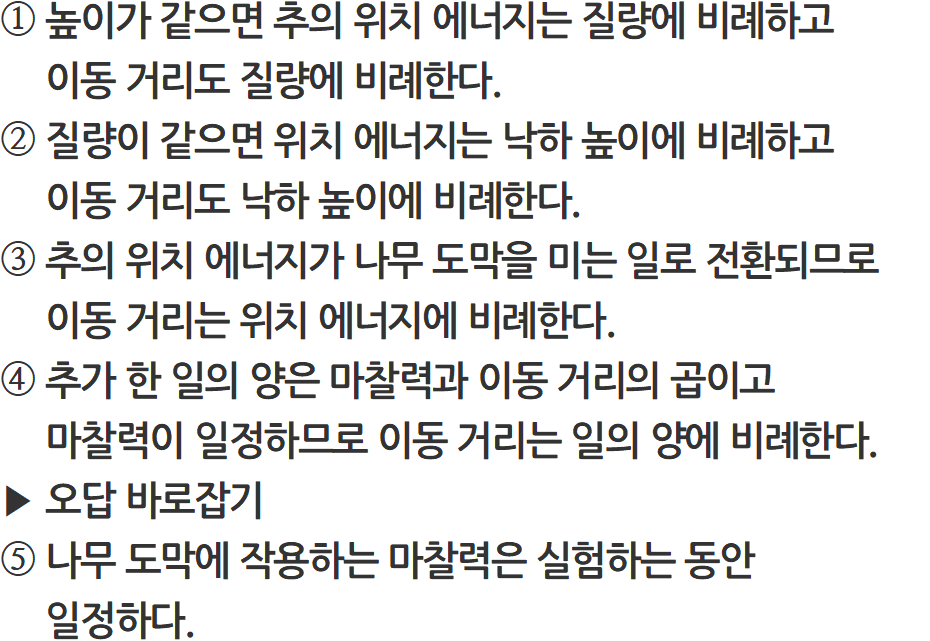 ① 높이가 같으면 추의 위치 에너지는 질량에 비례하고
이동 거리도 질량에 비례한다.
② 질량이 같으면 위치 에너지는 낙하 높이에 비례하고
이동 거리도 낙하 높이에 비례한다.
③ 추의 위치 에너지가 나무 도막을 미는 일로 전환되므로
이동 거리는 위치 에너지에 비례한다.
④ 추가 한 일의 양은 마찰력과 이동 거리의 곱이고
마찰력이 일정하므로 이동 거리는 일의 양에 비례한다.
▶ 오답 바로잡기
⑤ 나무 도막에 작용하는 마찰력은 실험하는 동안
일정하다.